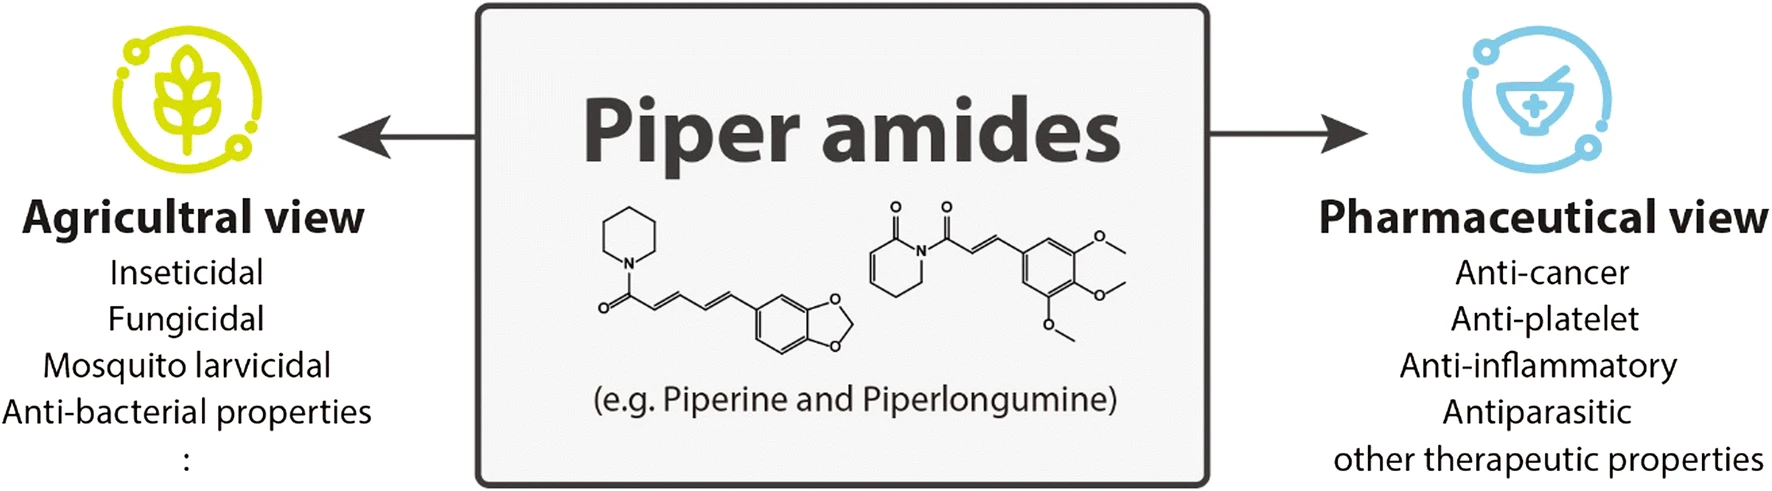 Piper amides
N
O
O
O
O
O
N
O
O
O
(e.g. Piperine and Piperlongumine)
Agricultral view
Inseticidal
Fungicidal
Mosquito larvicidal
Anti-bacterial properties
:
Pharmaceutical view
Anti-cancer
Anti-platelet
Anti-inflammatory
Antiparasitic
other therapeutic properties